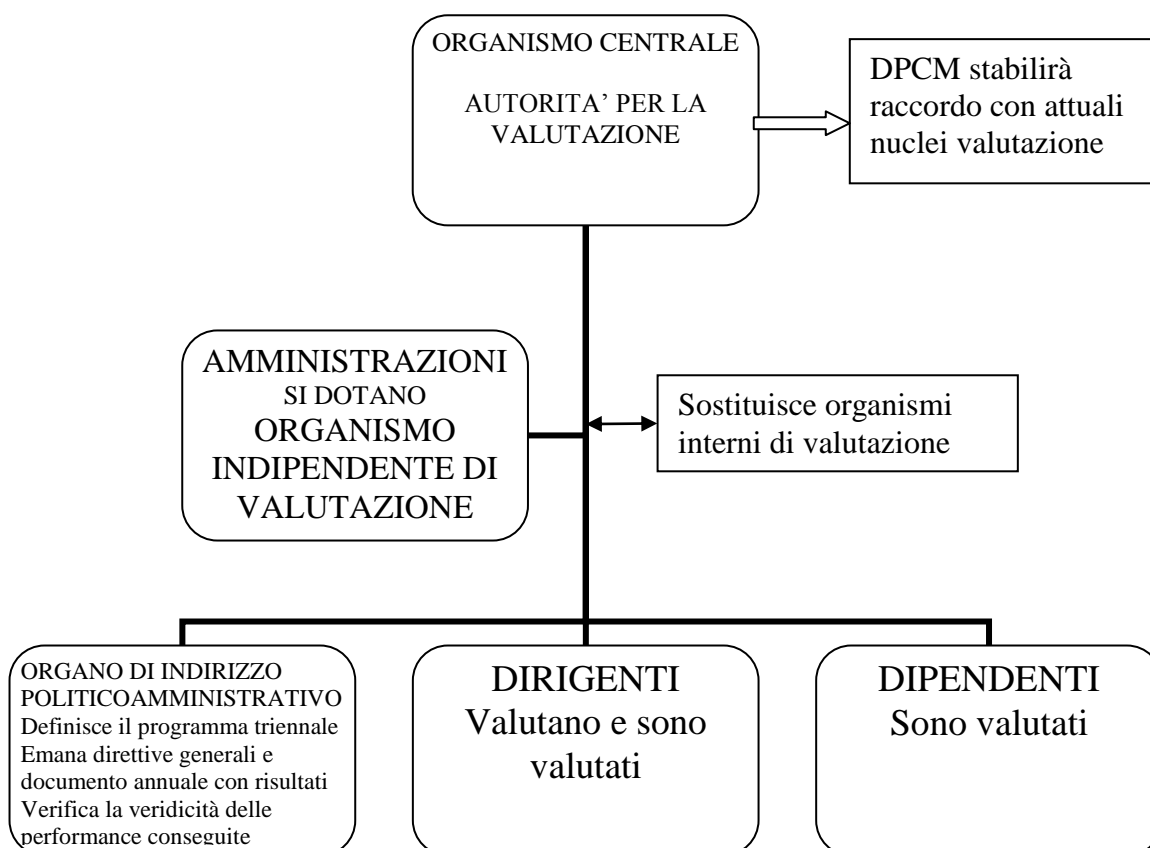 ORGANISMO CENTRALE
AUTORITA’ PER LA
VALUTAZIONE
DPCM stabilirà
raccordo con attuali
nuclei valutazione
AMMINISTRAZIONI
SI DOTANO
ORGANISMO
INDIPENDENTE DI
VALUTAZIONE
Sostituisce organismi
interni di valutazione
ORGANO DI INDIRIZZO
POLITICOAMMINISTRATIVO
Definisce il programma triennale
Emana direttive generali e
documento annuale con risultati
Verifica la veridicità delle
performance conseguite
DIRIGENTI
Valutano e sono
valutati
DIPENDENTI
Sono valutati